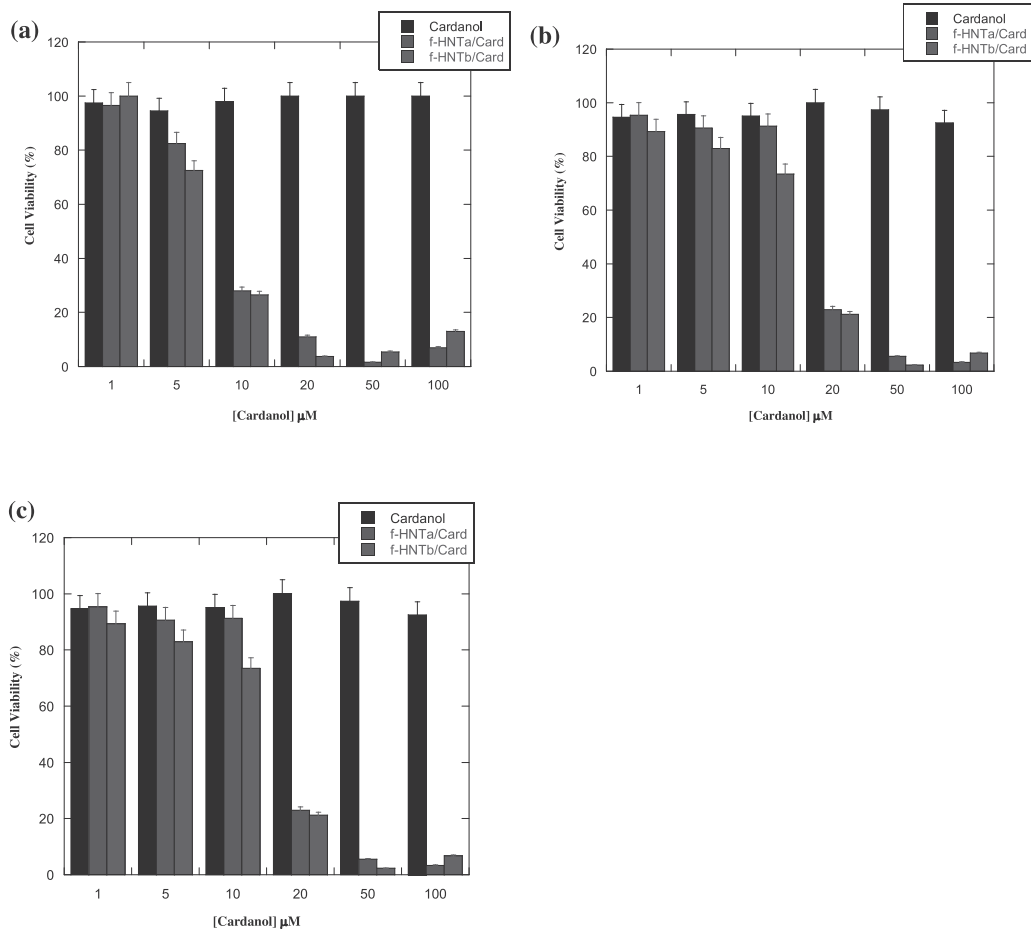 (a)
Cardanol
f-HNTa/Card
f-HNTb/Card
120
100
80
60
40
20
0
Cell Viability (%)
1 5 10 20 50 100
[Cardanol] μM
(b)
Cardanol
f-HNTa/Card
f-HNTb/Card
120
100
80
60
40
20
0
Cell Viability (%)
1 5 10 20 50 100
[Cardanol] μM
(c)
Cardanol
f-HNTa/Card
f-HNTb/Card
120
100
80
60
40
20
0
Cell Viability (%)
1 5 10 20 50 100
[Cardanol] μM